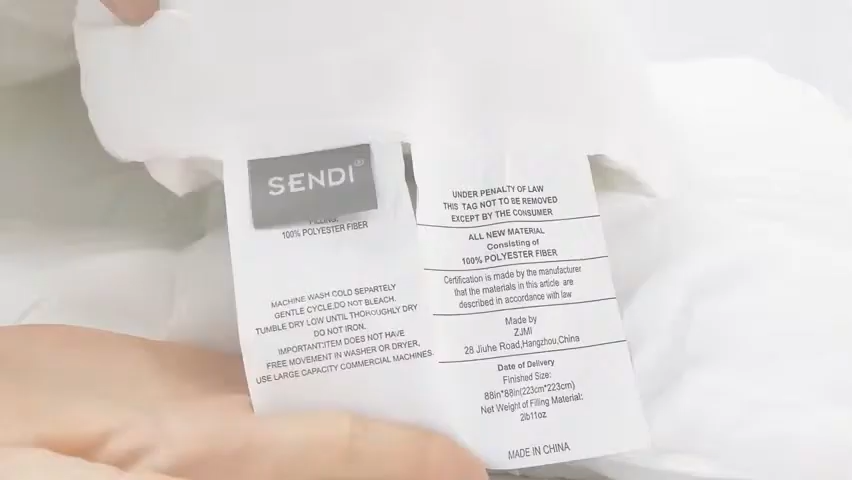 SENDI®
FILLING:
100% POLYESTER FIBER
MACHINE WASH COLD SEPARTELY
GENTLE CYCLE,DO NOT BLEACH.
TUMBLE DRY LOW UNTIL THOROUGHLY DRY
DO NOT IRON.
IMPORTANT:ITEM DOES NOT HAVE
FREE MOVEMENT IN WASHER OR DRYER,
USE LARGE CAPACITY COMMERCIAL MACHINES.
UNDER PENALTY OF LAW
THIS TAG NOT TO BE REMOVED
EXCEPT BY THE CONSUMER
ALL NEW MATERIAL
Consisting of
100% POLYESTER FIBER
Certification is made by the manufacturer
that the materials in this article are
described in accordance with law
Made by
ZJMI
28 Jiuhe Road,Hangzhou,China
Date of Delivery
Finished Size:
88in*88in(223cm*223cm)
Net Weight of Filling Material:
2lb11oz
MADE IN CHINA